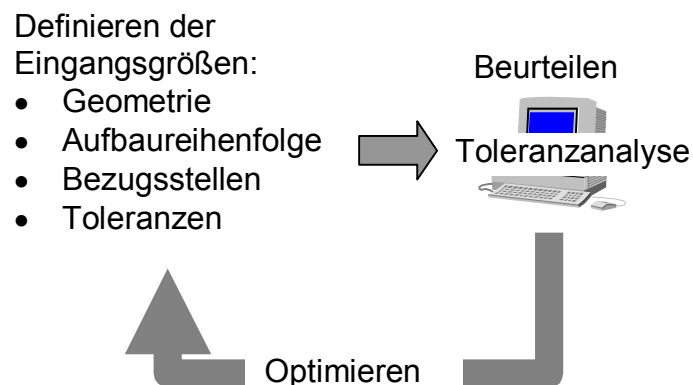 Definieren der
Eingangsgrößen:
• Geometrie
• Aufbaureihenfolge
• Bezugsstellen
• Toleranzen
Beurteilen
Toleranzanalyse
Optimieren